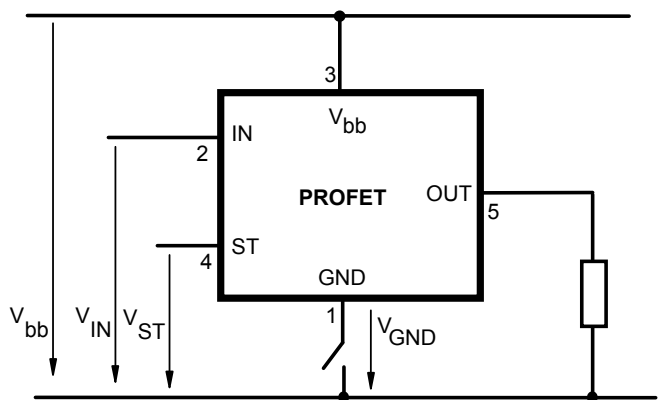 3
V_bb
IN
2
PROFET
OUT
5
ST
4
GND
1
V_bb
V_IN
V_ST
V_GND